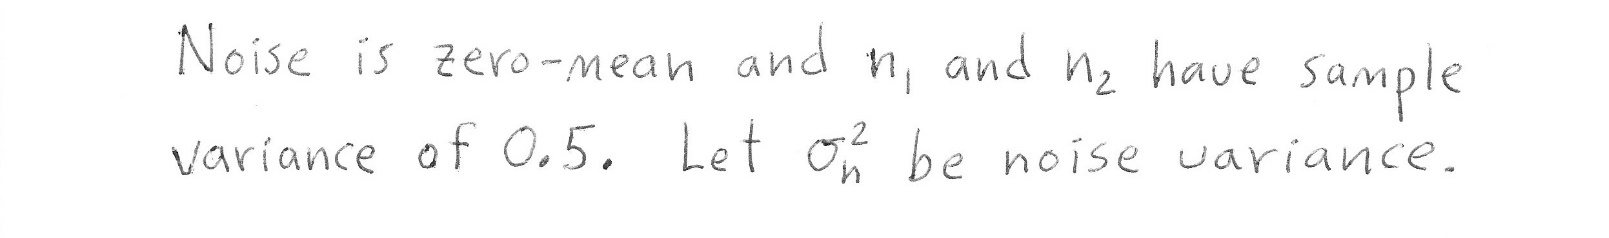 Noise is zero-mean and n₁ and n₂ have sample
variance of 0.5. Let σₙ² be noise variance.